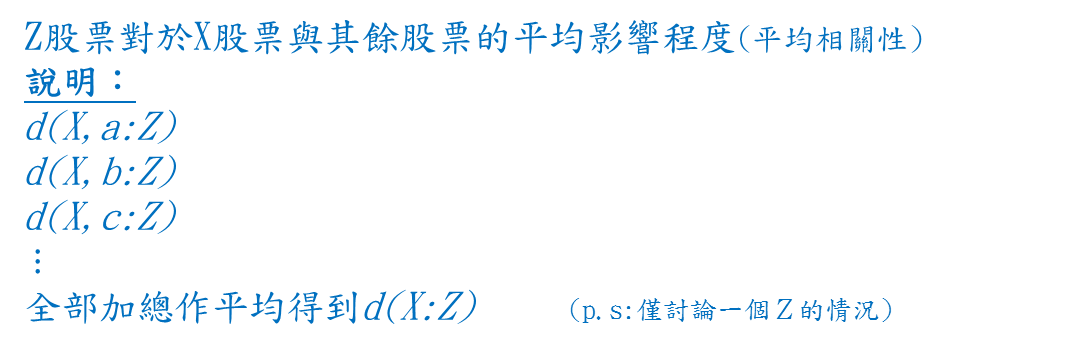 Z股票對於X股票與其餘股票的平均影響程度(平均相關性)
說明：
d(X,a:Z)
d(X,b:Z)
d(X,c:Z)
⋮
全部加總作平均得到d(X:Z) (p.s:僅討論一個Z的情況)